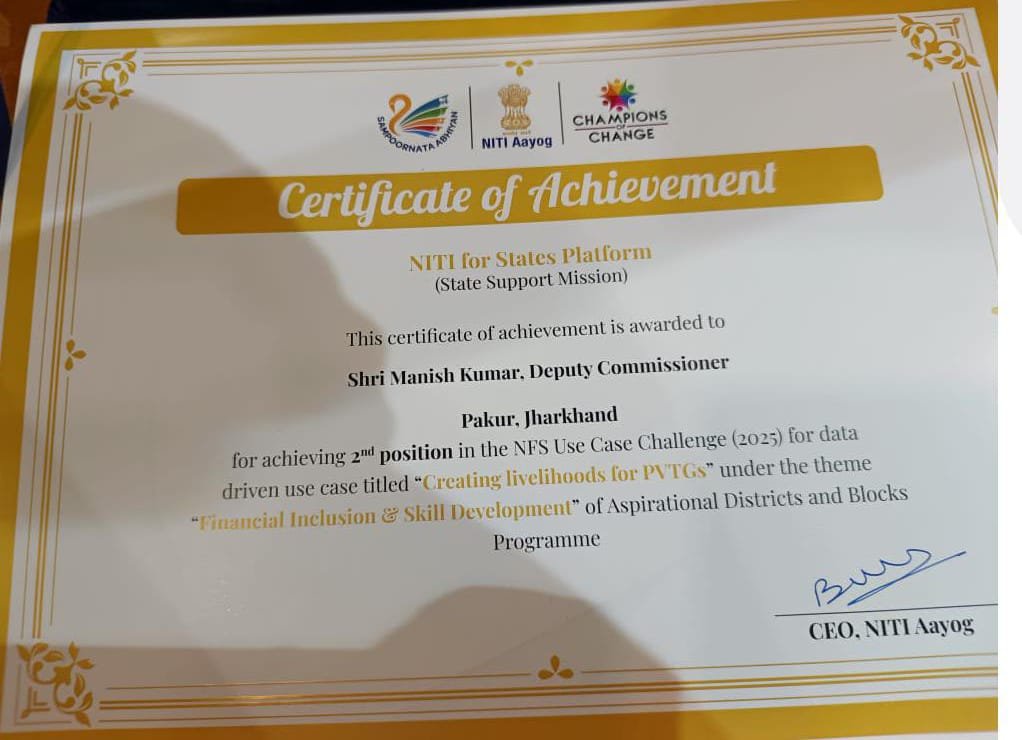 SAMPOORNATA ABHIYAN
NITI Aayog
CHAMPIONS
OF
CHANGE
Certificate of Achievement
NITI for States Platform
(State Support Mission)
This certificate of achievement is awarded to
Shri Manish Kumar, Deputy Commissioner
Pakur, Jharkhand
for achieving 2nd position in the NFS Use Case Challenge (2025) for data
driven use case titled “Creating livelihoods for PVTGs” under the theme
“Financial Inclusion & Skill Development” of Aspirational Districts and Blocks
Programme
CEO, NITI Aayog